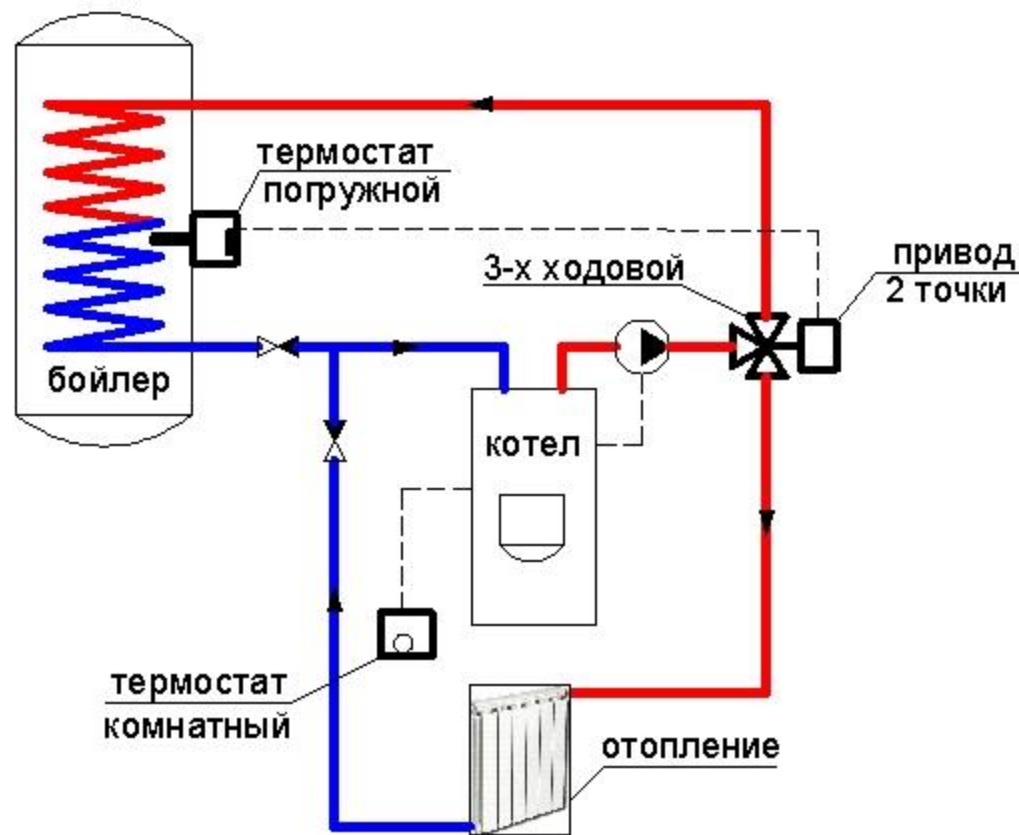 термостат
погружной
3-х ходовой
привод
2 точки
бойлер
котел
термостат
комнатный
отопление